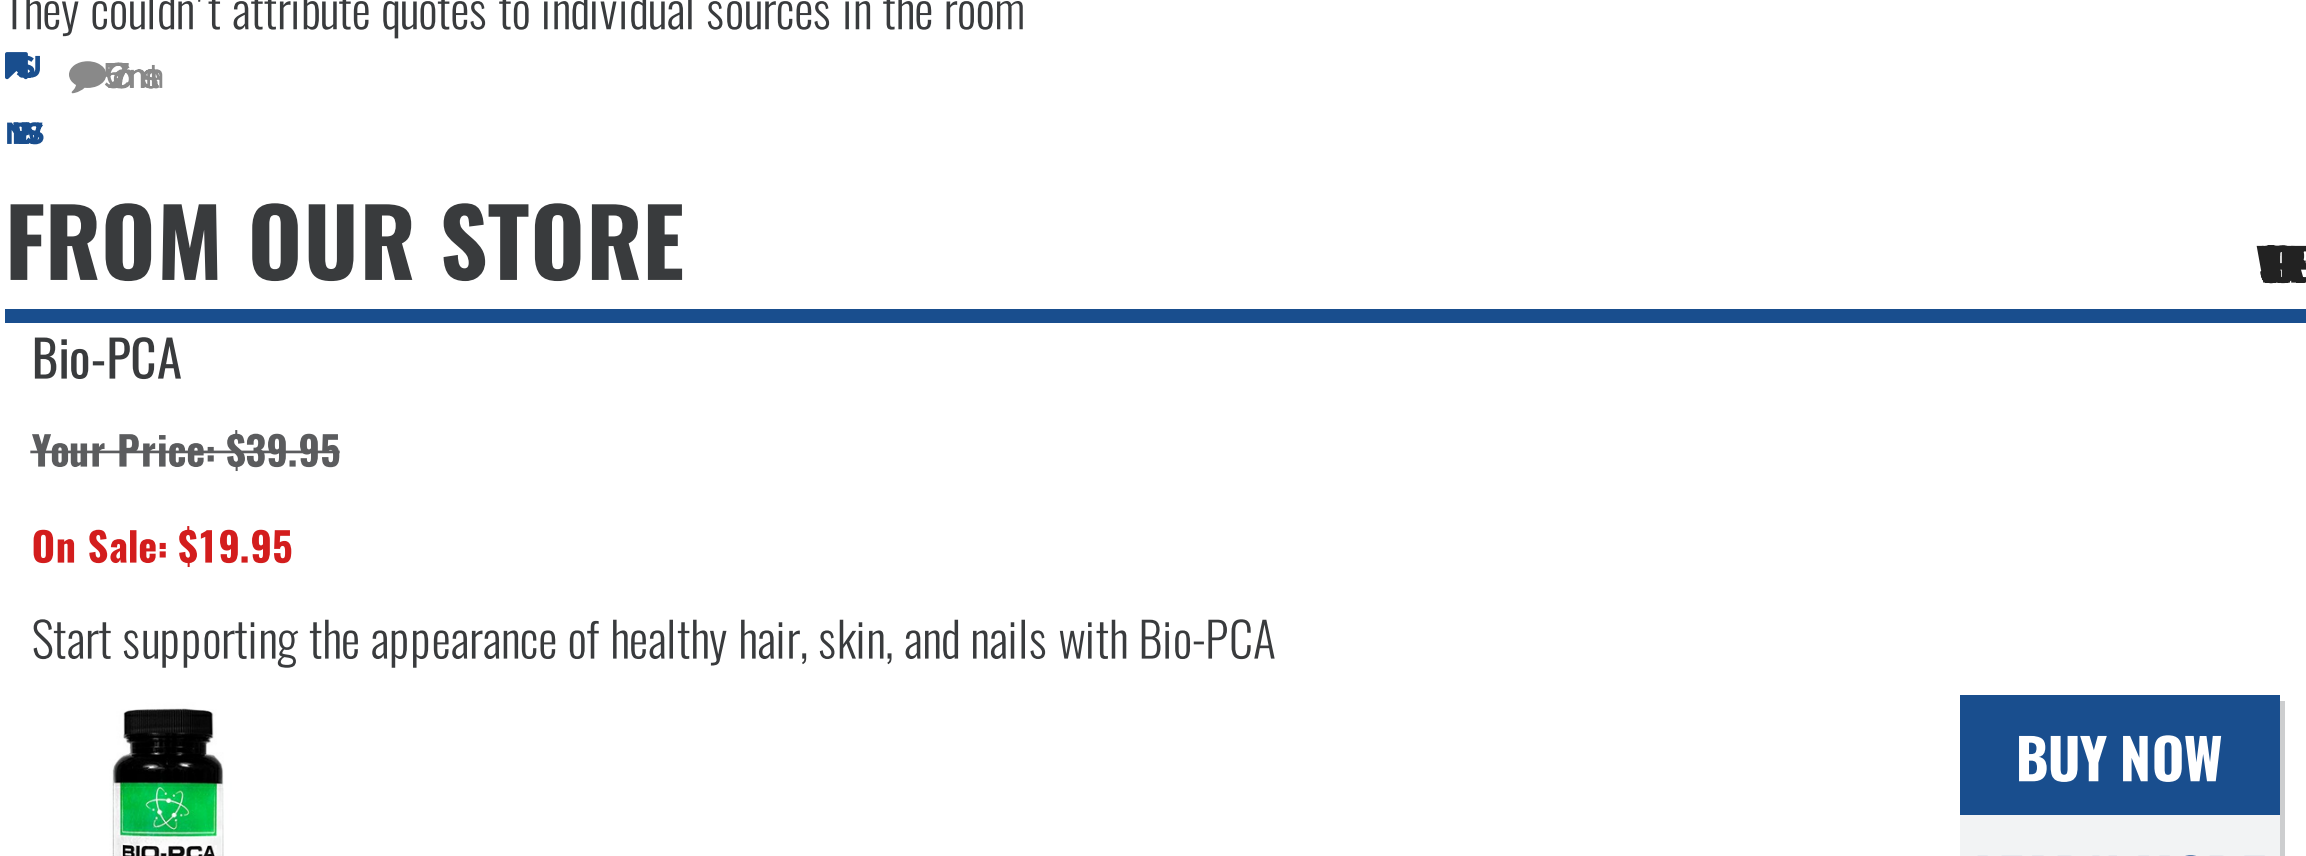 They couldn't attribute quotes to individual sources in the room
FROM OUR STORE
Bio-PCA
Your Price: $39.95
On Sale: $19.95
Start supporting the appearance of healthy hair, skin, and nails with Bio-PCA
BUY NOW
BIO-PCA